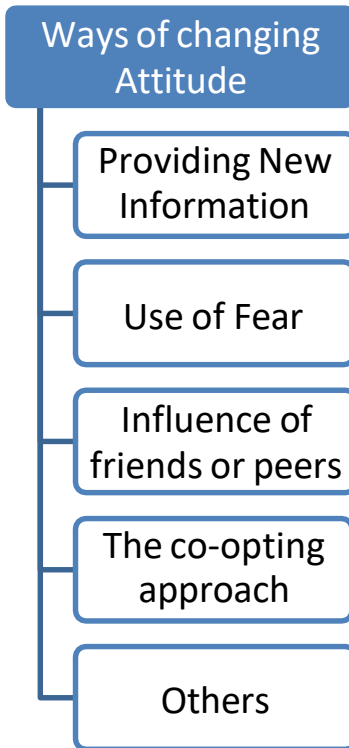 Ways of changing
Attitude
Providing New
Information
Use of Fear
Influence of
friends or peers
The co-opting
approach
Others